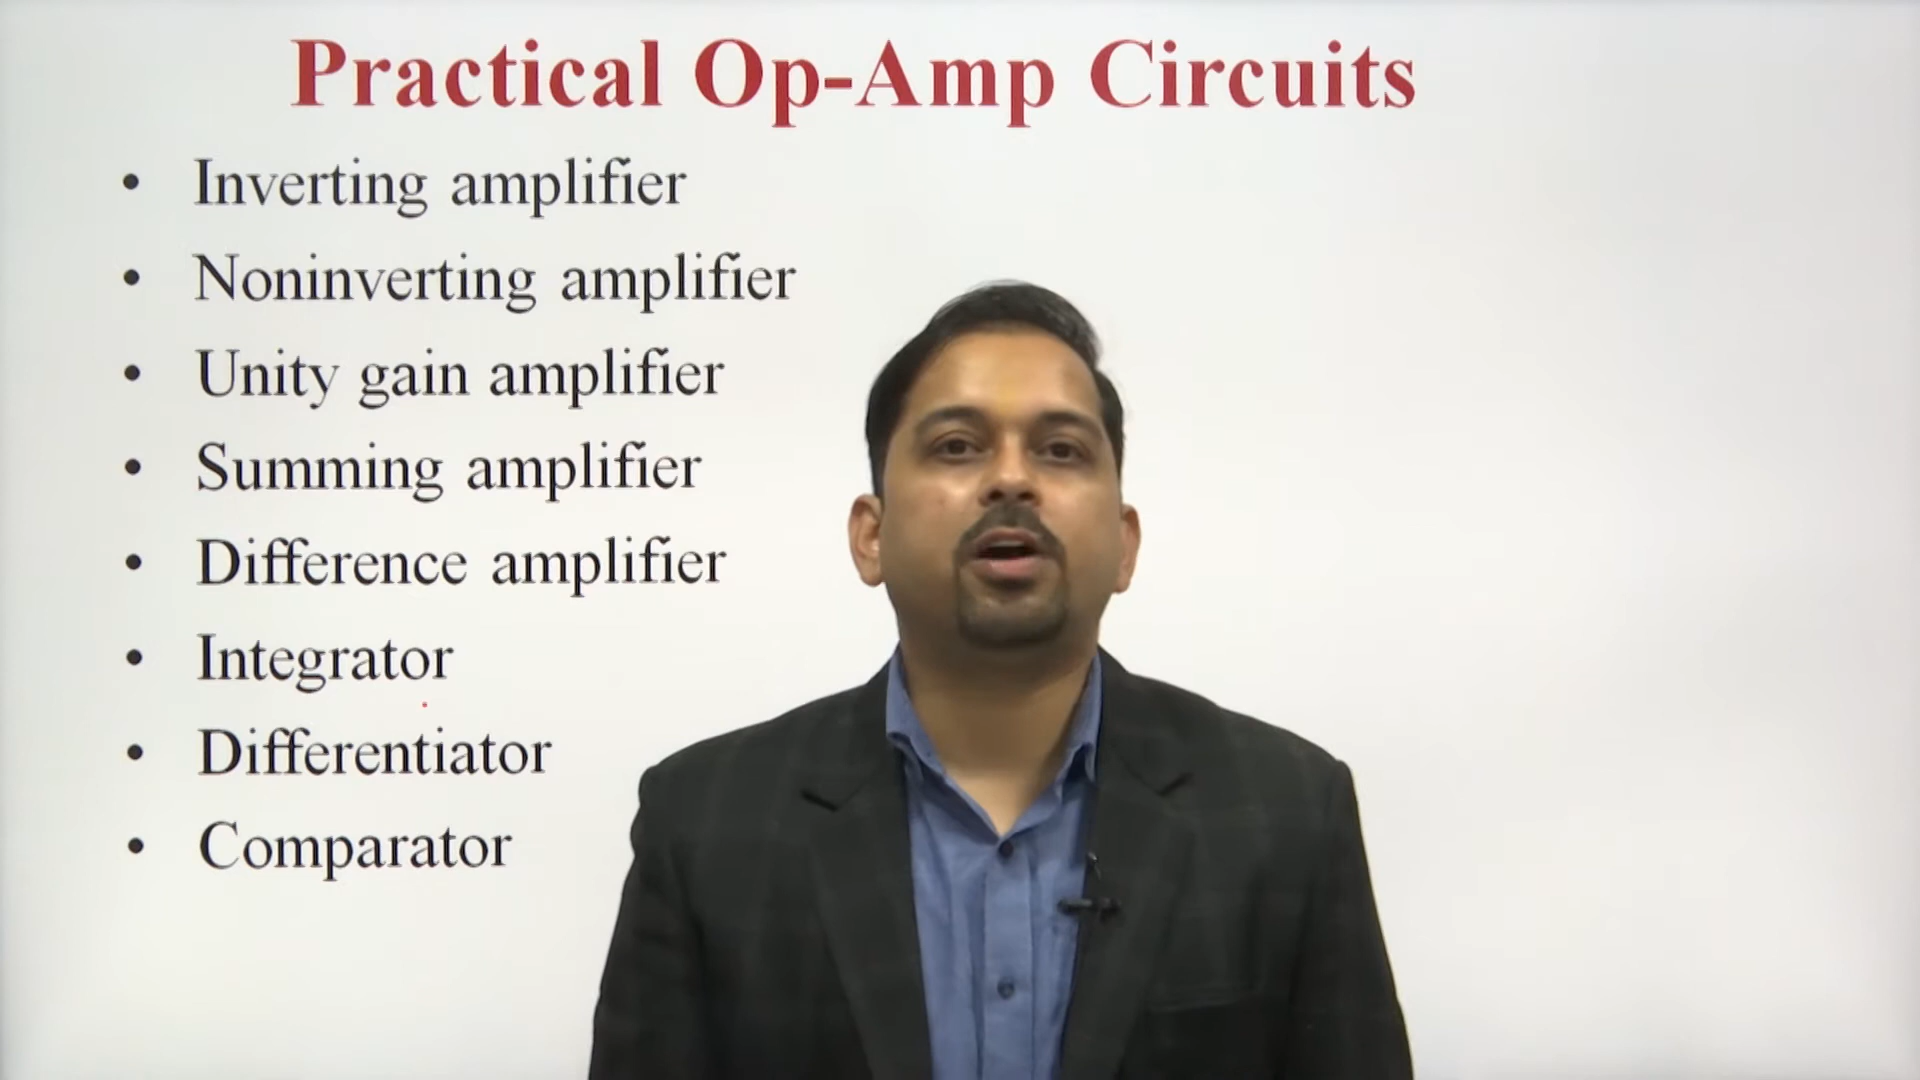 Practical Op-Amp Circuits
• Inverting amplifier
• Noninverting amplifier
• Unity gain amplifier
• Summing amplifier
• Difference amplifier
• Integrator
• Differentiator
• Comparator